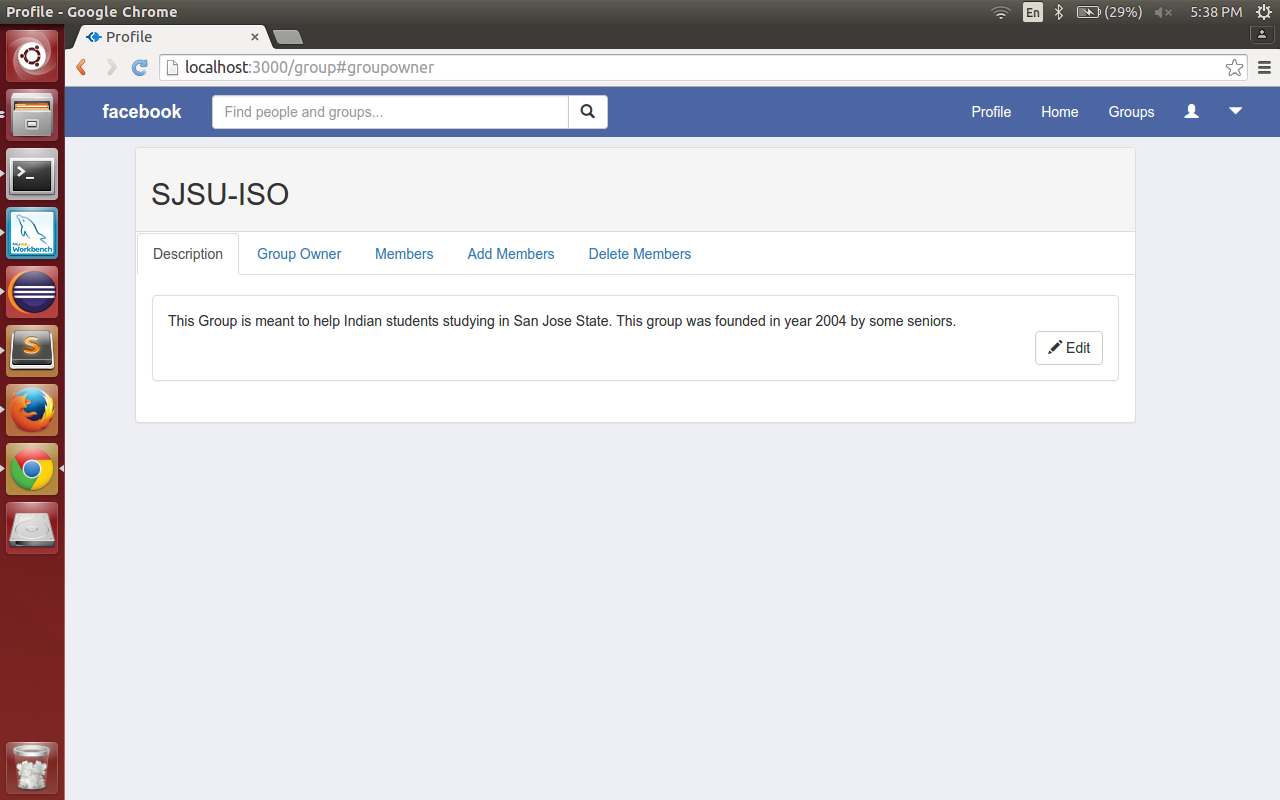 Profile - Google Chrome
En
(29%)
5:38 PM
Profile
localhost:3000/group#groupowner
facebook
Find people and groups...
Profile
Home
Groups
SJSU-ISO
Description
Group Owner
Members
Add Members
Delete Members
This Group is meant to help Indian students studying in San Jose State. This group was founded in year 2004 by some seniors.
Edit
>_
Workbench
S